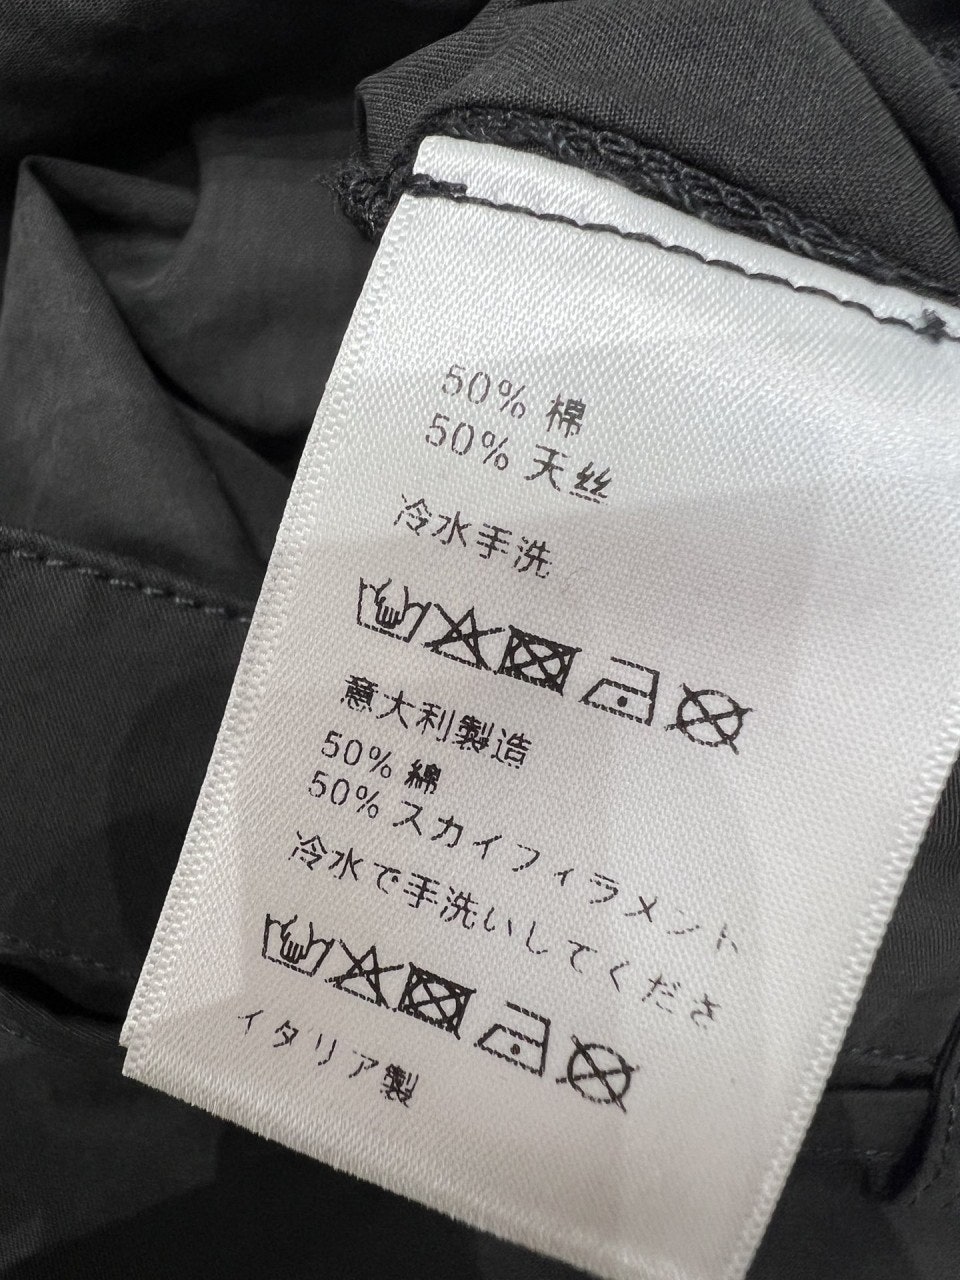 50% 棉
50% 天丝
冷水手洗
意大利製造
50% 綿
50% スカイフィラメント
冷水で手洗いしてくださ
イタリア製